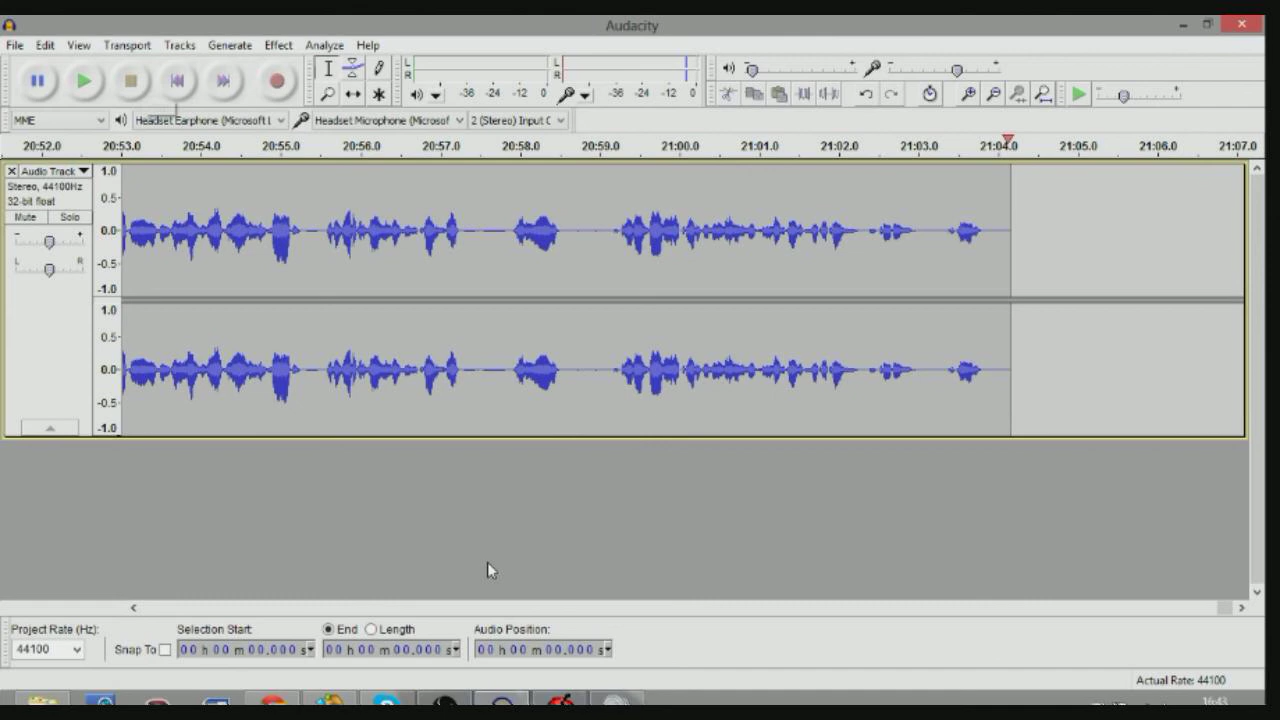 Audacity
File Edit View Transport Tracks Generate Effect Analyze Help
L L
R R
-36 -24 -12 0 -36 -24 -12 0
MME Headset Earphone (Microsoft L Headset Microphone (Microsof 2 (Stereo) Input C
20:52.0 20:53.0 20:54.0 20:55.0 20:56.0 20:57.0 20:58.0 20:59.0 21:00.0 21:01.0 21:02.0 21:03.0 21:04.0 21:05.0 21:06.0 21:07.0
Audio Track 1.0
Stereo, 44100Hz
32-bit float 0.5
Mute Solo
- + 0.0
L R -0.5
-1.0
1.0
0.5
0.0
-0.5
-1.0
Project Rate (Hz): Selection Start: End Length Audio Position:
44100 Snap To 00 h 00 m 00.000 s 00 h 00 m 00.000 s 00 h 00 m 00.000 s
Actual Rate: 44100
16:43